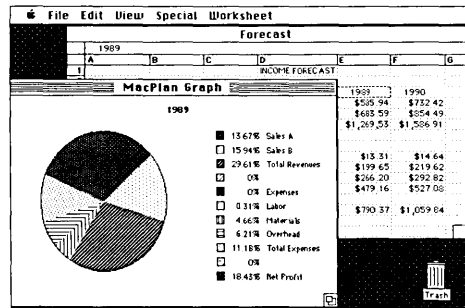 File Edit View Special Worksheet
Forecast
1989
A B C D E F G
1 INCOME FORECAST
MacPlan Graph
1989
13.67% Sales A
15.94% Sales B
29.61% Total Revenues
0%
0% Expenses
0.31% Labor
4.66% Materials
6.21% Overhead
11.18% Total Expenses
0%
18.43% Net Profit
1989 1990
$585.94 $732.42
$683.59 $854.49
$1,269.53 $1,586.91
$13.31 $14.64
$199.65 $219.62
$266.20 $292.82
$479.16 $527.08
$790.37 $1,059.84
Trash